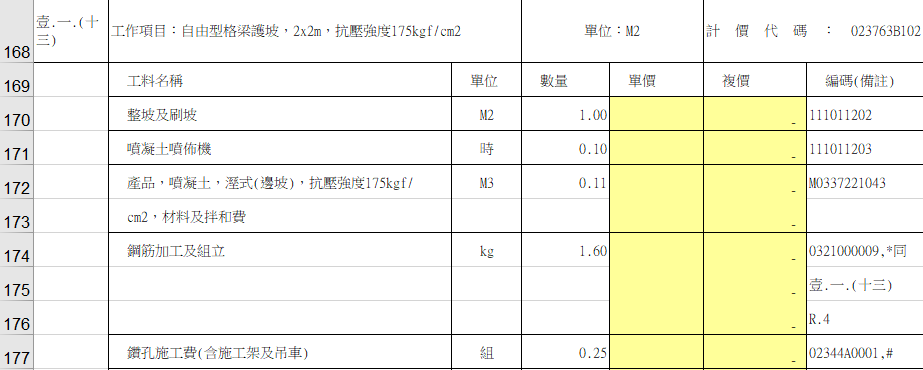 168 壹.一.(十三) 工作項目：自由型格梁護坡，2x2m，抗壓強度175kgf/cm2 單位：M2 計價代碼： 023763B102
169 工料名稱 單位 數量 單價 複價 編碼(備註)
170 整坡及刷坡 M2 1.00 - 111011202
171 噴凝土噴佈機 時 0.10 - 111011203
172 產品，噴凝土，溼式(邊坡)，抗壓強度175kgf/ M3 0.11 - M0337221043
173 cm2，材料及拌和費 -
174 鋼筋加工及組立 kg 1.60 - 0321000009,*同
175 - 壹.一.(十三)
176 - R.4
177 鑽孔施工費(含施工架及吊車) 組 0.25 - 02344A0001,#